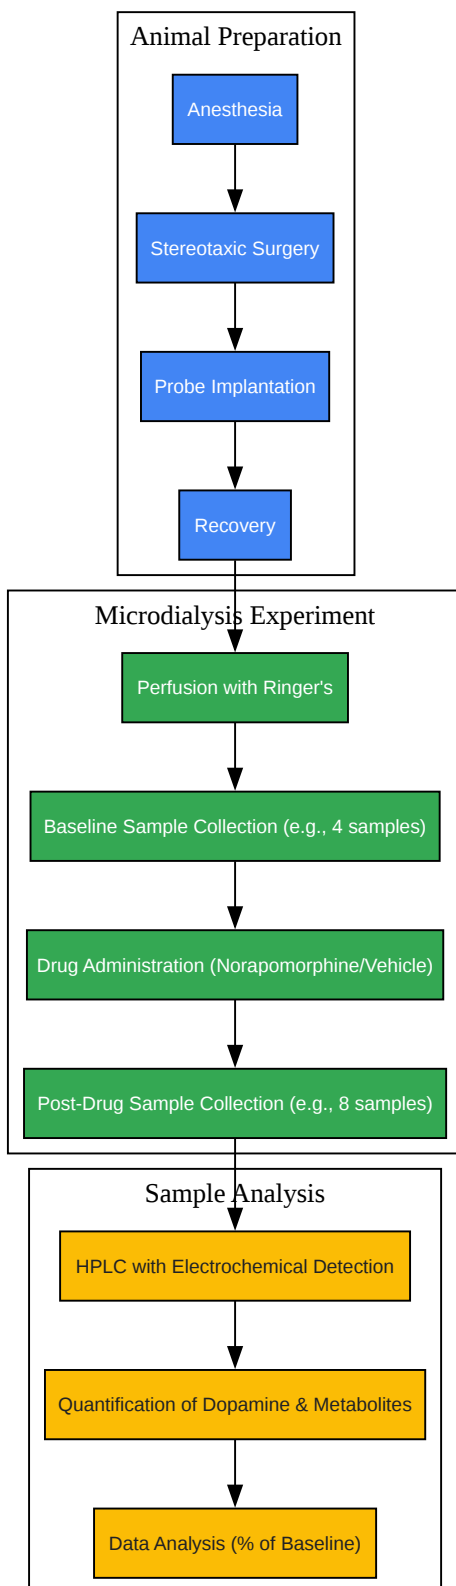 Animal Preparation
Anesthesia
Stereotaxic Surgery
Probe Implantation
Recovery
Microdialysis Experiment
Perfusion with Ringer's
Baseline Sample Collection (e.g., 4 samples)
Drug Administration (Norapomorphine/Vehicle)
Post-Drug Sample Collection (e.g., 8 samples)
Sample Analysis
HPLC with Electrochemical Detection
Quantification of Dopamine & Metabolites
Data Analysis (% of Baseline)